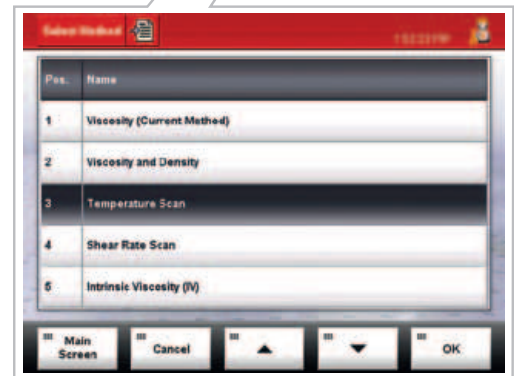 Select Method
Pos. Name
1 Viscosity (Current Method)
2 Viscosity and Density
3 Temperature Scan
4 Shear Rate Scan
5 Intrinsic Viscosity (IV)
Main Screen
Cancel
OK